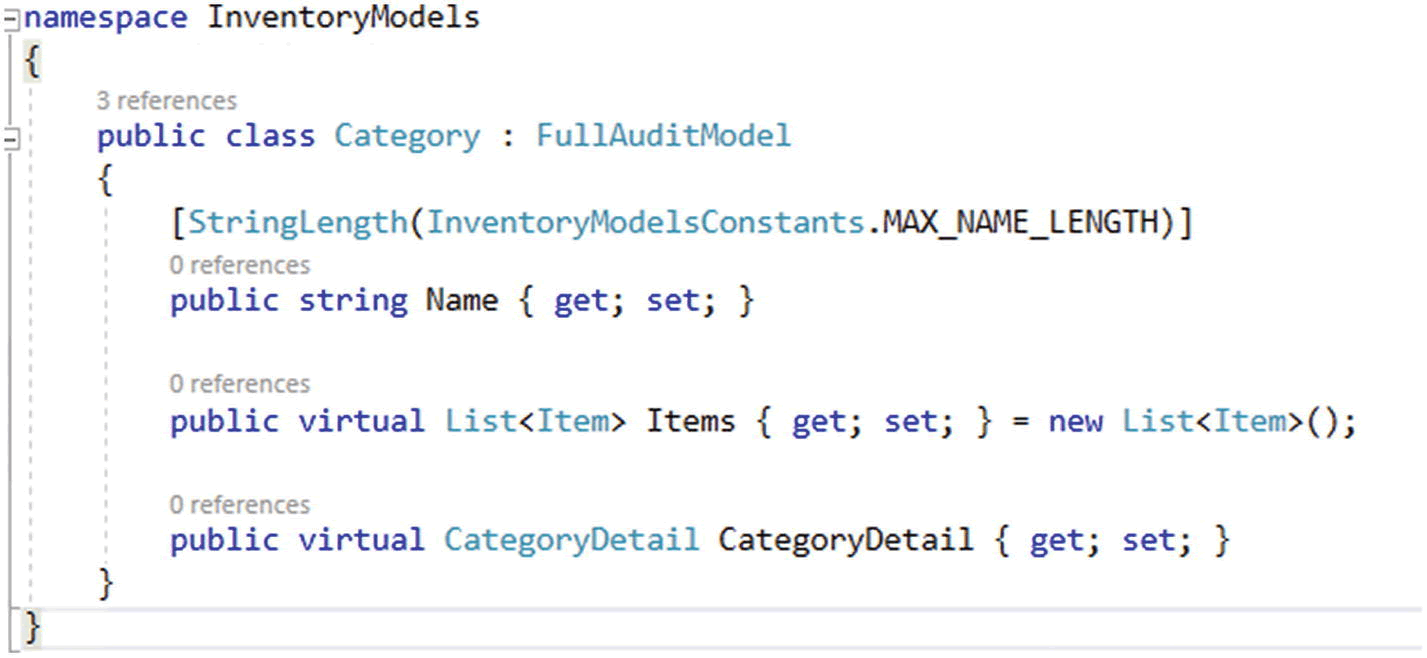 namespace InventoryModels
{
3 references
public class Category : FullAuditModel
{
[StringLength(InventoryModelsConstants.MAX_NAME_LENGTH)]
0 references
public string Name { get; set; }
0 references
public virtual List<Item> Items { get; set; } = new List<Item>();
0 references
public virtual CategoryDetail CategoryDetail { get; set; }
}
}